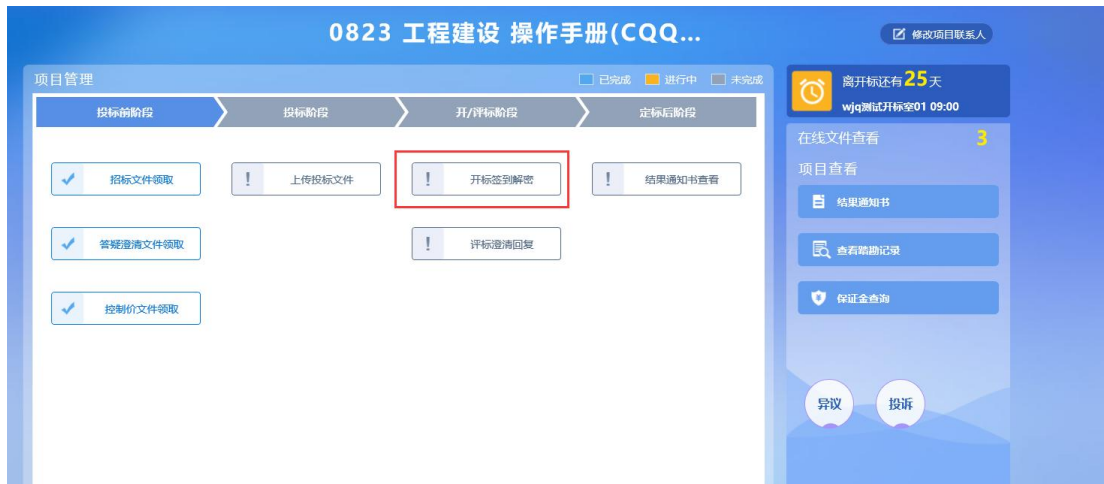 0823 工程建设 操作手册(CQQ...
修改项目联系人
项目管理
已完成 进行中 未完成
投标前阶段 投标阶段 开/评标阶段 定标后阶段
招标文件领取 ! 上传投标文件 ! 开标签到解密 ! 结果通知书查看
答疑澄清文件领取 ! 评标澄清回复
控制价文件领取
离开标还有25天
wjq测试开标室01 09:00
在线文件查看 3
项目查看
结果通知书
查看踏勘记录
保证金查询
异议 投诉